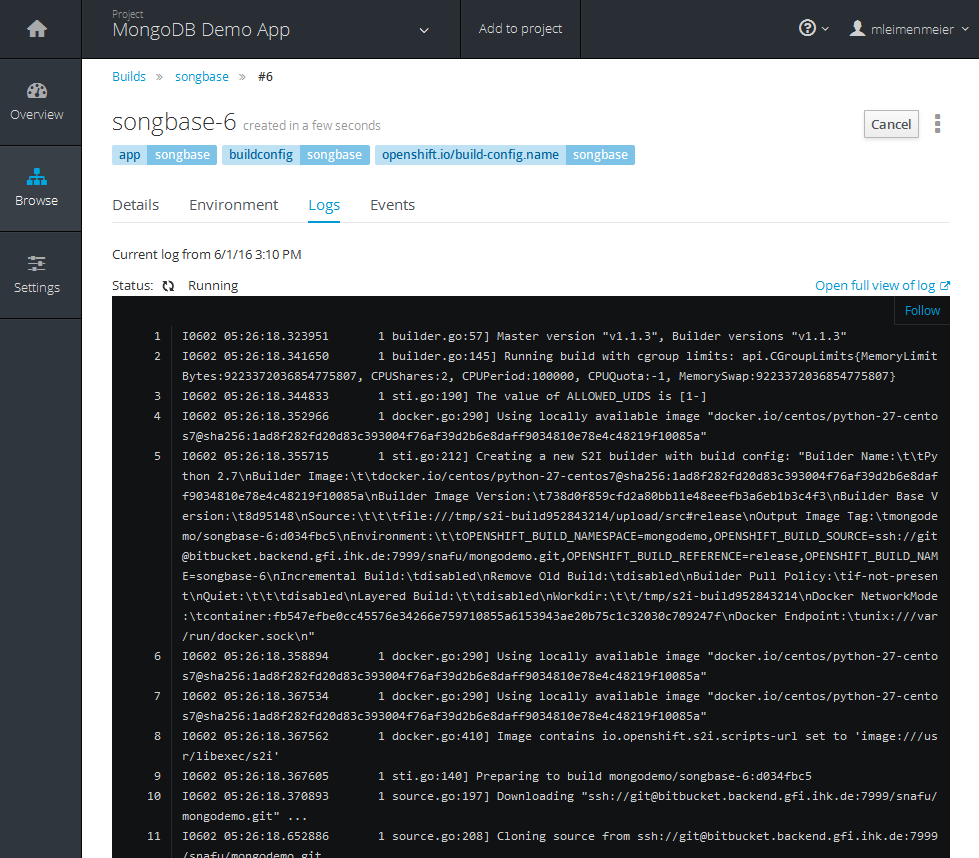 Project
MongoDB Demo App
Add to project
mleimenmeier
Overview
Browse
Settings
Builds » songbase » #6
songbase-6 created in a few seconds
Cancel
app songbase buildconfig songbase openshift.io/build-config.name songbase
Details Environment Logs Events
Current log from 6/1/16 3:10 PM
Status: Running
Open full view of log
Follow
1 I0602 05:26:18.323951 1 builder.go:57] Master version "v1.1.3", Builder versions "v1.1.3"
2 I0602 05:26:18.341650 1 builder.go:145] Running build with cgroup limits: api.CGroupLimits{MemoryLimit
Bytes:9223372036854775807, CPUShares:2, CPUPeriod:100000, CPUQuota:-1, MemorySwap:9223372036854775807}
3 I0602 05:26:18.344833 1 sti.go:190] The value of ALLOWED_UIDS is [1-]
4 I0602 05:26:18.352966 1 docker.go:290] Using locally available image "docker.io/centos/python-27-cento
s7@sha256:1ad8f282fd20d83c393004f76af39d2b6e8daff9034810e78e4c48219f10085a"
5 I0602 05:26:18.355715 1 sti.go:212] Creating a new S2I builder with build config: "Builder Name:\t\tPy
thon 2.7\nBuilder Image:\t\tdocker.io/centos/python-27-centos7@sha256:1ad8f282fd20d83c393004f76af39d2b6e8daf
f9034810e78e4c48219f10085a\nBuilder Image Version:\t738d0f859cfd2a80bb11e48eeefb3a6eb1b3c4f3\nBuilder Base V
ersion:\t8d95148\nSource:\t\t\tfile:///tmp/s2i-build952843214/upload/src#release\nOutput Image Tag:\tmongode
mo/songbase-6:d034fbc5\nEnvironment:\t\tOPENSHIFT_BUILD_NAMESPACE=mongodemo,OPENSHIFT_BUILD_SOURCE=ssh://git
@bitbucket.backend.gfi.ihk.de:7999/snafu/mongodemo.git,OPENSHIFT_BUILD_REFERENCE=release,OPENSHIFT_BUILD_NAM
E=songbase-6\nIncremental Build:\tdisabled\nRemove Old Build:\tdisabled\nBuilder Pull Policy:\tif-not-presen
t\nQuiet:\t\t\tdisabled\nLayered Build:\t\tdisabled\nWorkdir:\t\t/tmp/s2i-build952843214\nDocker NetworkMode
:\tcontainer:fb547efbe0cc45576e34266e759710855a6153943ae20b75c1c32030c709247f\nDocker Endpoint:\tunix:///var
/run/docker.sock\n"
6 I0602 05:26:18.358894 1 docker.go:290] Using locally available image "docker.io/centos/python-27-cento
s7@sha256:1ad8f282fd20d83c393004f76af39d2b6e8daff9034810e78e4c48219f10085a"
7 I0602 05:26:18.367534 1 docker.go:290] Using locally available image "docker.io/centos/python-27-cento
s7@sha256:1ad8f282fd20d83c393004f76af39d2b6e8daff9034810e78e4c48219f10085a"
8 I0602 05:26:18.367562 1 docker.go:410] Image contains io.openshift.s2i.scripts-url set to 'image:///us
r/libexec/s2i'
9 I0602 05:26:18.367605 1 sti.go:140] Preparing to build mongodemo/songbase-6:d034fbc5
10 I0602 05:26:18.370893 1 source.go:197] Downloading "ssh://git@bitbucket.backend.gfi.ihk.de:7999/snafu/
mongodemo.git" ...
11 I0602 05:26:18.652886 1 source.go:208] Cloning source from ssh://git@bitbucket.backend.gfi.ihk.de:7999
/snafu/mongodemo.git